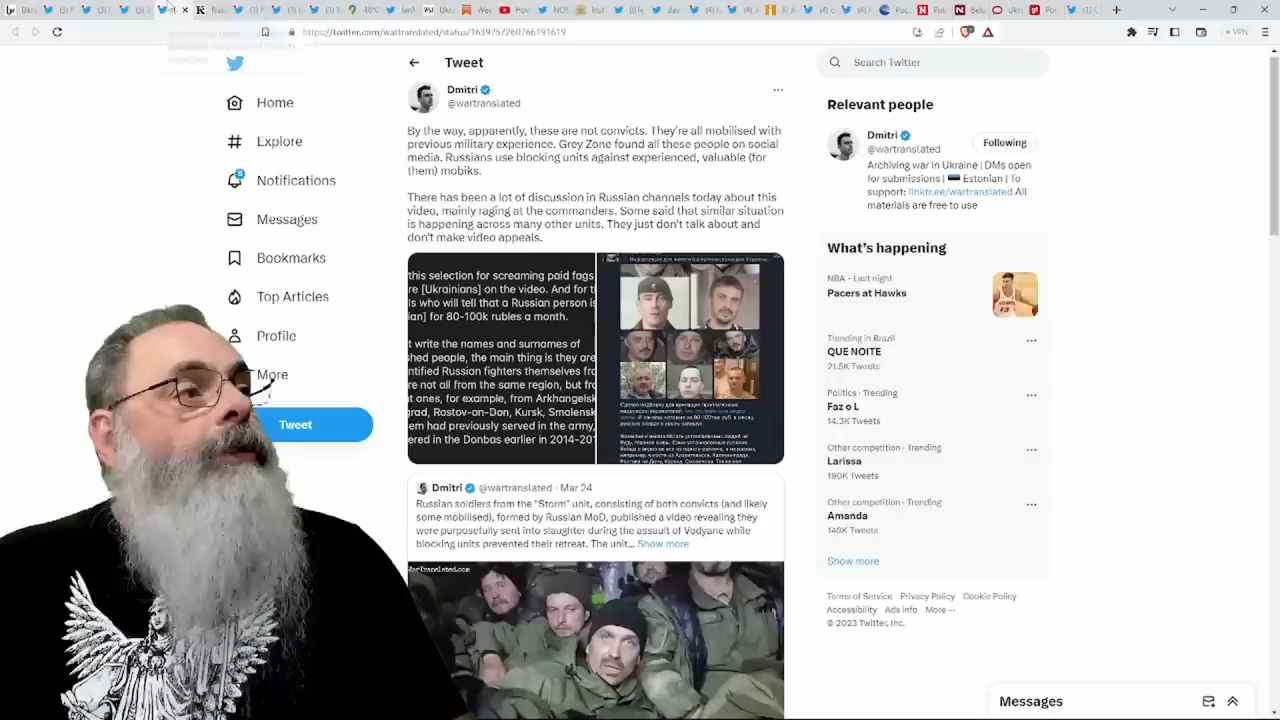 https://twitter.com/wartranslated/status/1639757260766191619
VPN
Home
Explore
8
Notifications
Messages
Bookmarks
Top Articles
Profile
More
Tweet
Tweet
Dmitri
@wartranslated
By the way, apparently, these are not convicts. They're all mobilised with
previous military experience. Grey Zone found all these people on social
media. Russians use blocking units against experienced, valuable (for
them) mobiks.
There has been a lot of discussion in Russian channels today about this
video, mainly raging at the commanders. Some said that similar situation
is happening across many other units. They just don't talk about and
don't make video appeals.
this selection for screaming paid fags
re [Ukrainians] on the video. And for t
ls who will tell that a Russian person is
ian] for 80-100k rubles a month.
t write the names and surnames of
shed people, the main thing is they are
ntified Russian fighters themselves fro
re not all from the same region, but fro
t ones, for example, from Arkhangelsk
grad, Rostov-on-Don, Kursk, Smolensk
em had previously served in the army,
ered in the Donbas earlier in 2014-201
Dmitri @wartranslated · Mar 24
Russian soldiers from the "Storm" unit, consisting of both convicts (and likely
some mobilised), formed by Russian MoD, published a video revealing they
were purposefully sent into slaughter during the assault of Vodyane while
blocking units prevented their retreat. The unit... Show more
WarTranslated.com
Search Twitter
Relevant people
Dmitri
@wartranslated
Following
Archiving war in Ukraine | DMs open
for submissions | Estonian | To
support: linktr.ee/wartranslated All
materials are free to use
What's happening
NBA · Last night
Pacers at Hawks
Trending in Brazil
QUE NOITE
21.5K Tweets
Politics · Trending
Faz o L
14.3K Tweets
Other competition · Trending
Larissa
190K Tweets
Other competition · Trending
Amanda
149K Tweets
Show more
Terms of Service Privacy Policy Cookie Policy
Accessibility Ads info More ···
© 2023 Twitter, Inc.
Messages